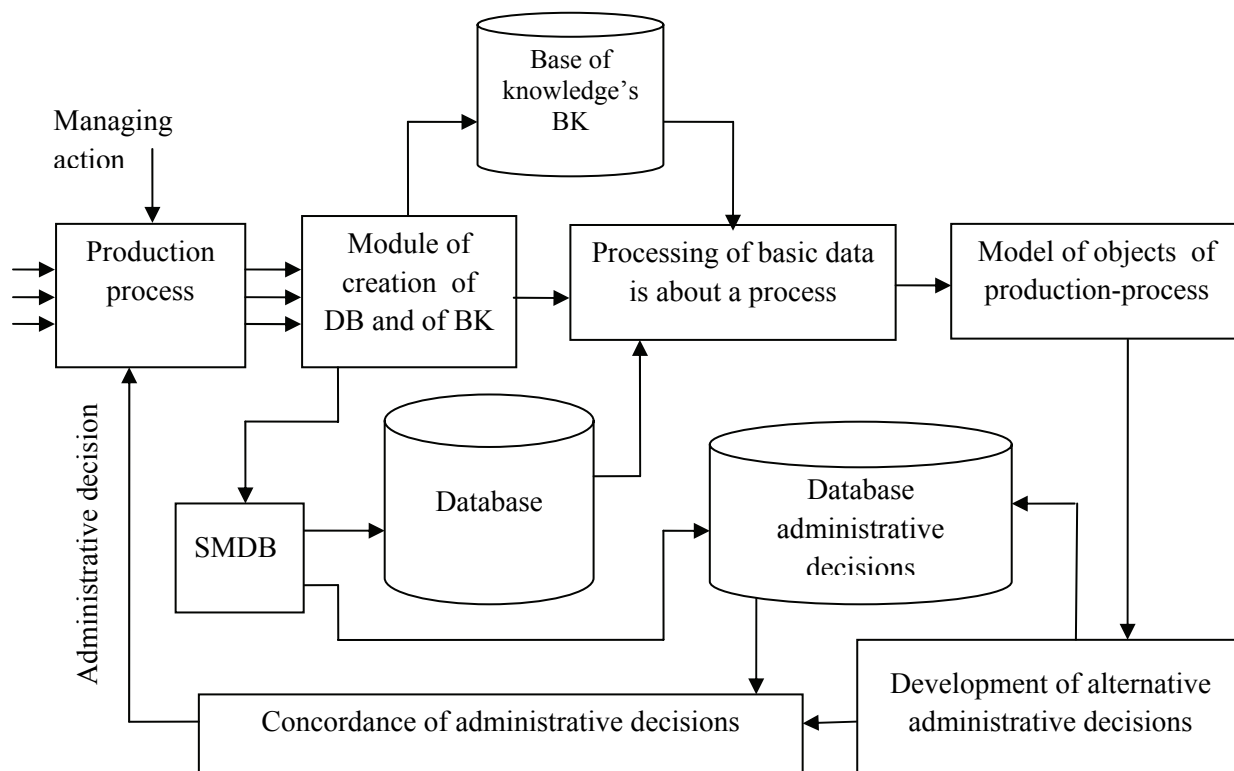 Base of
knowledge’s
BK
Managing
action
Production
process
Module of
creation of
DB and of BK
Processing of basic data
is about a process
Model of objects of
production-process
Administrative decision
SMDB
Database
Database
administrative
decisions
Concordance of administrative decisions
Development of alternative
administrative decisions